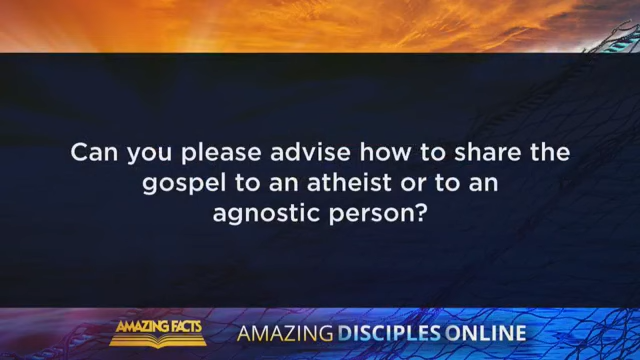 Can you please advise how to share the
gospel to an atheist or to an
agnostic person?
AMAZING FACTS AMAZING DISCIPLES ONLINE